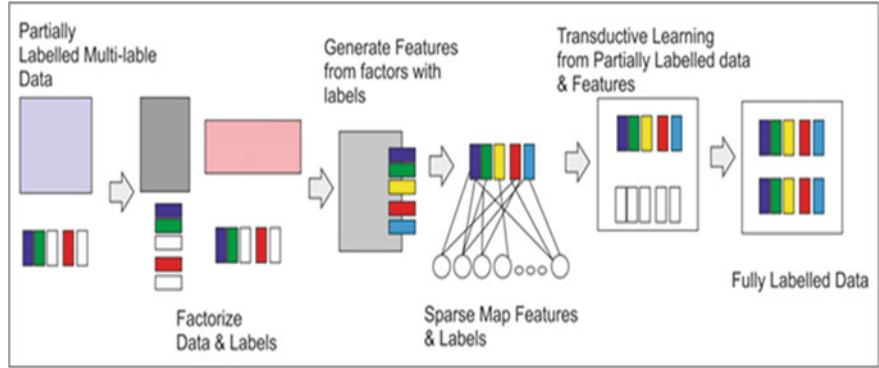 Partially
Labelled Multi-lable
Data
Factorize
Data & Labels
Generate Features
from factors with
labels
Sparse Map Features
& Labels
Transductive Learning
from Partially Labelled data
& Features
Fully Labelled Data